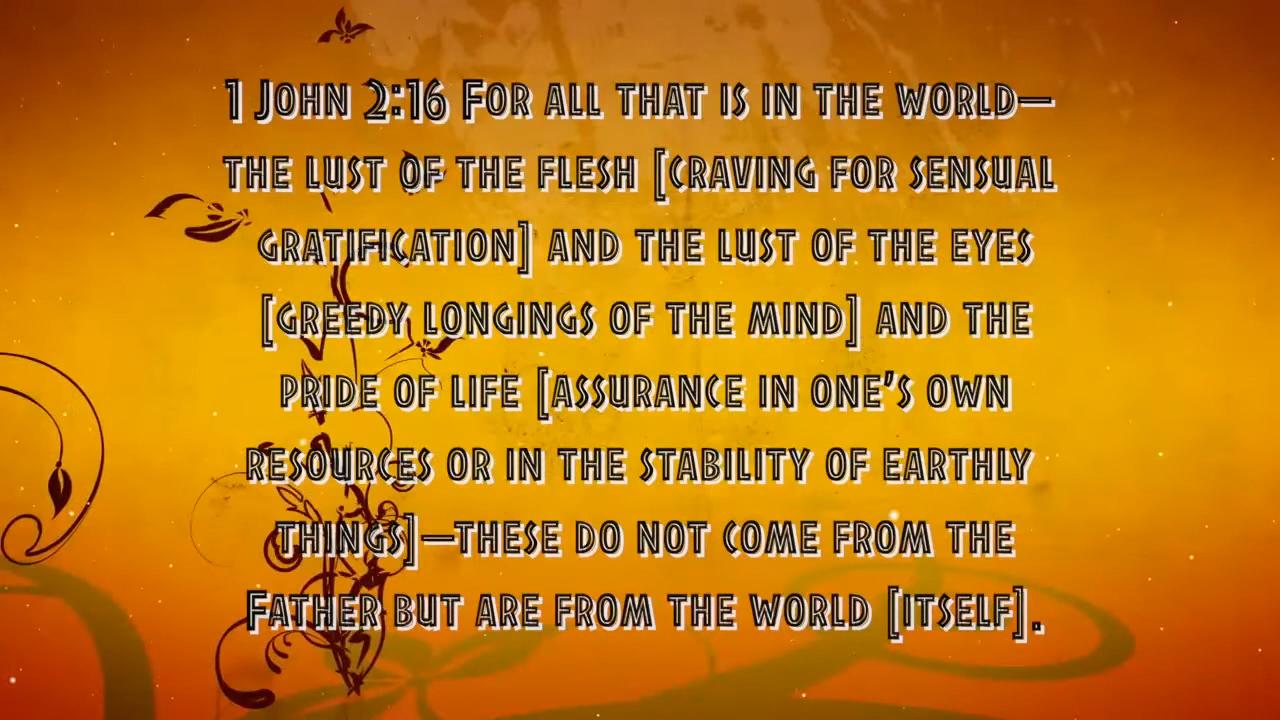 1 John 2:16 For all that is in the world—
the lust of the flesh [craving for sensual
gratification] and the lust of the eyes
[greedy longings of the mind] and the
pride of life [assurance in one's own
resources or in the stability of earthly
things]—these do not come from the
Father but are from the world [itself].